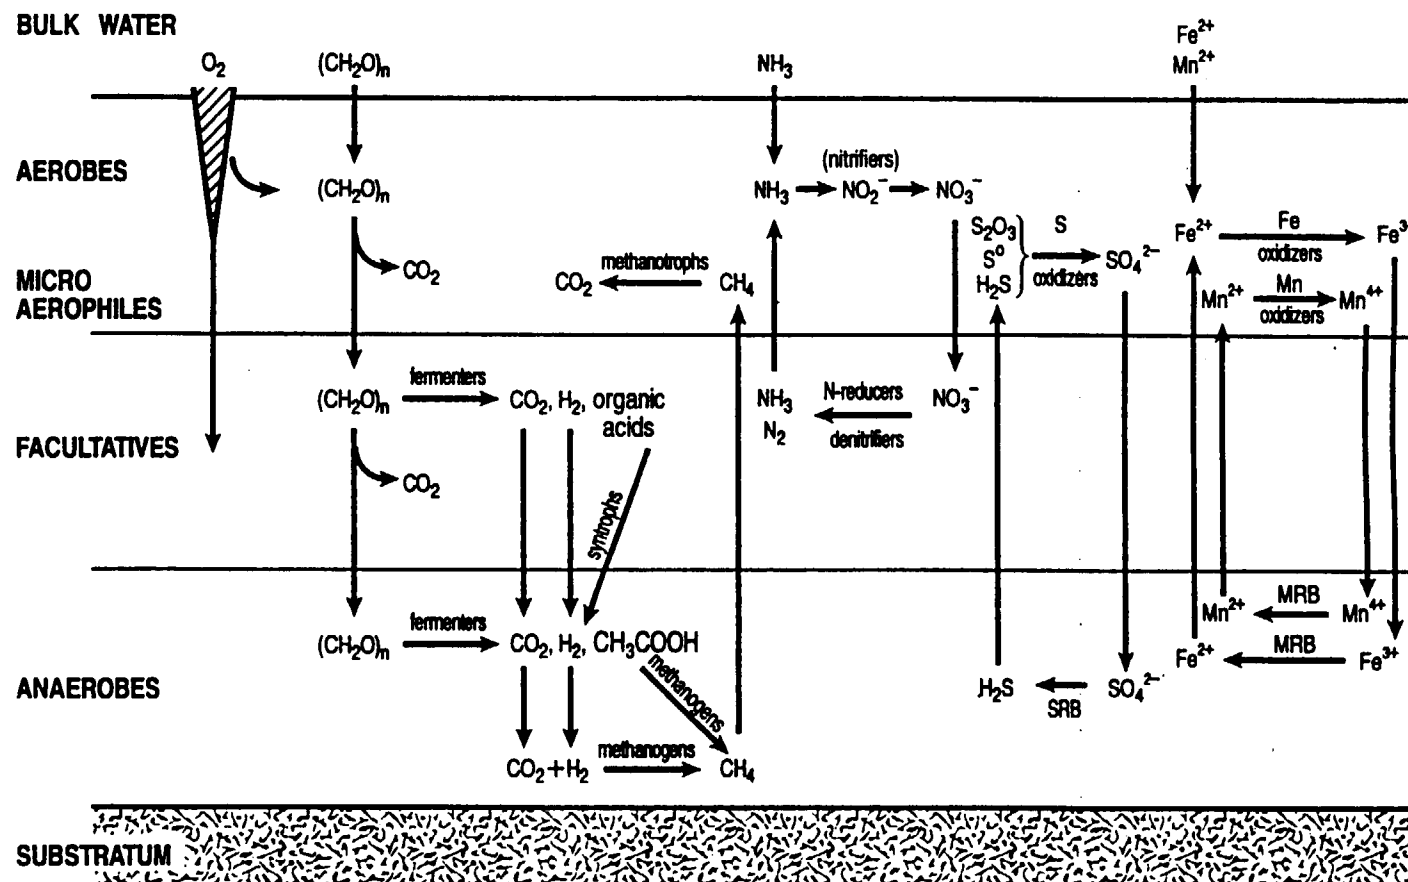 BULK WATER
O₂
(CH₂O)ₙ
NH₃
Fe²⁺
Mn²⁺
AEROBES
(CH₂O)ₙ
(nitrifiers)
NH₃ NO₂⁻ NO₃⁻
S₂O₃
S⁰
H₂S
S
oxidizers
SO₄²⁻
Fe²⁺
Fe
oxidizers
Fe³
CO₂
MICRO
AEROPHILES
CO₂
methanotrophs
CH₄
Mn²⁺
Mn
oxidizers
Mn⁴⁺
(CH₂O)ₙ
fermenters
CO₂, H₂, organic
acids
NH₃
N₂
N-reducers
denitrifiers
NO₃⁻
FACULTATIVES
CO₂
syntrophs
(CH₂O)ₙ
fermenters
CO₂, H₂, CH₃COOH
Mn²⁺
MRB
Mn⁴⁺
Fe²⁺
MRB
Fe³⁺
ANAEROBES
methanogens
H₂S
SRB
SO₄²⁻
CO₂+H₂
methanogens
CH₄
SUBSTRATUM